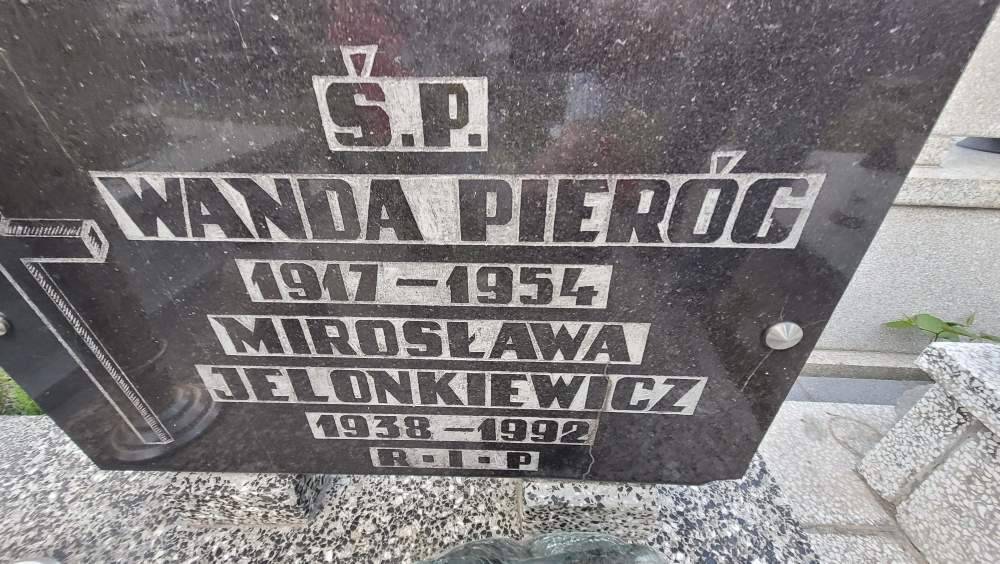 Ś.P.
WANDA PIERÓG
1917-1954
MIROSŁAWA
JELONKIEWICZ
1938-1992
R-I-P